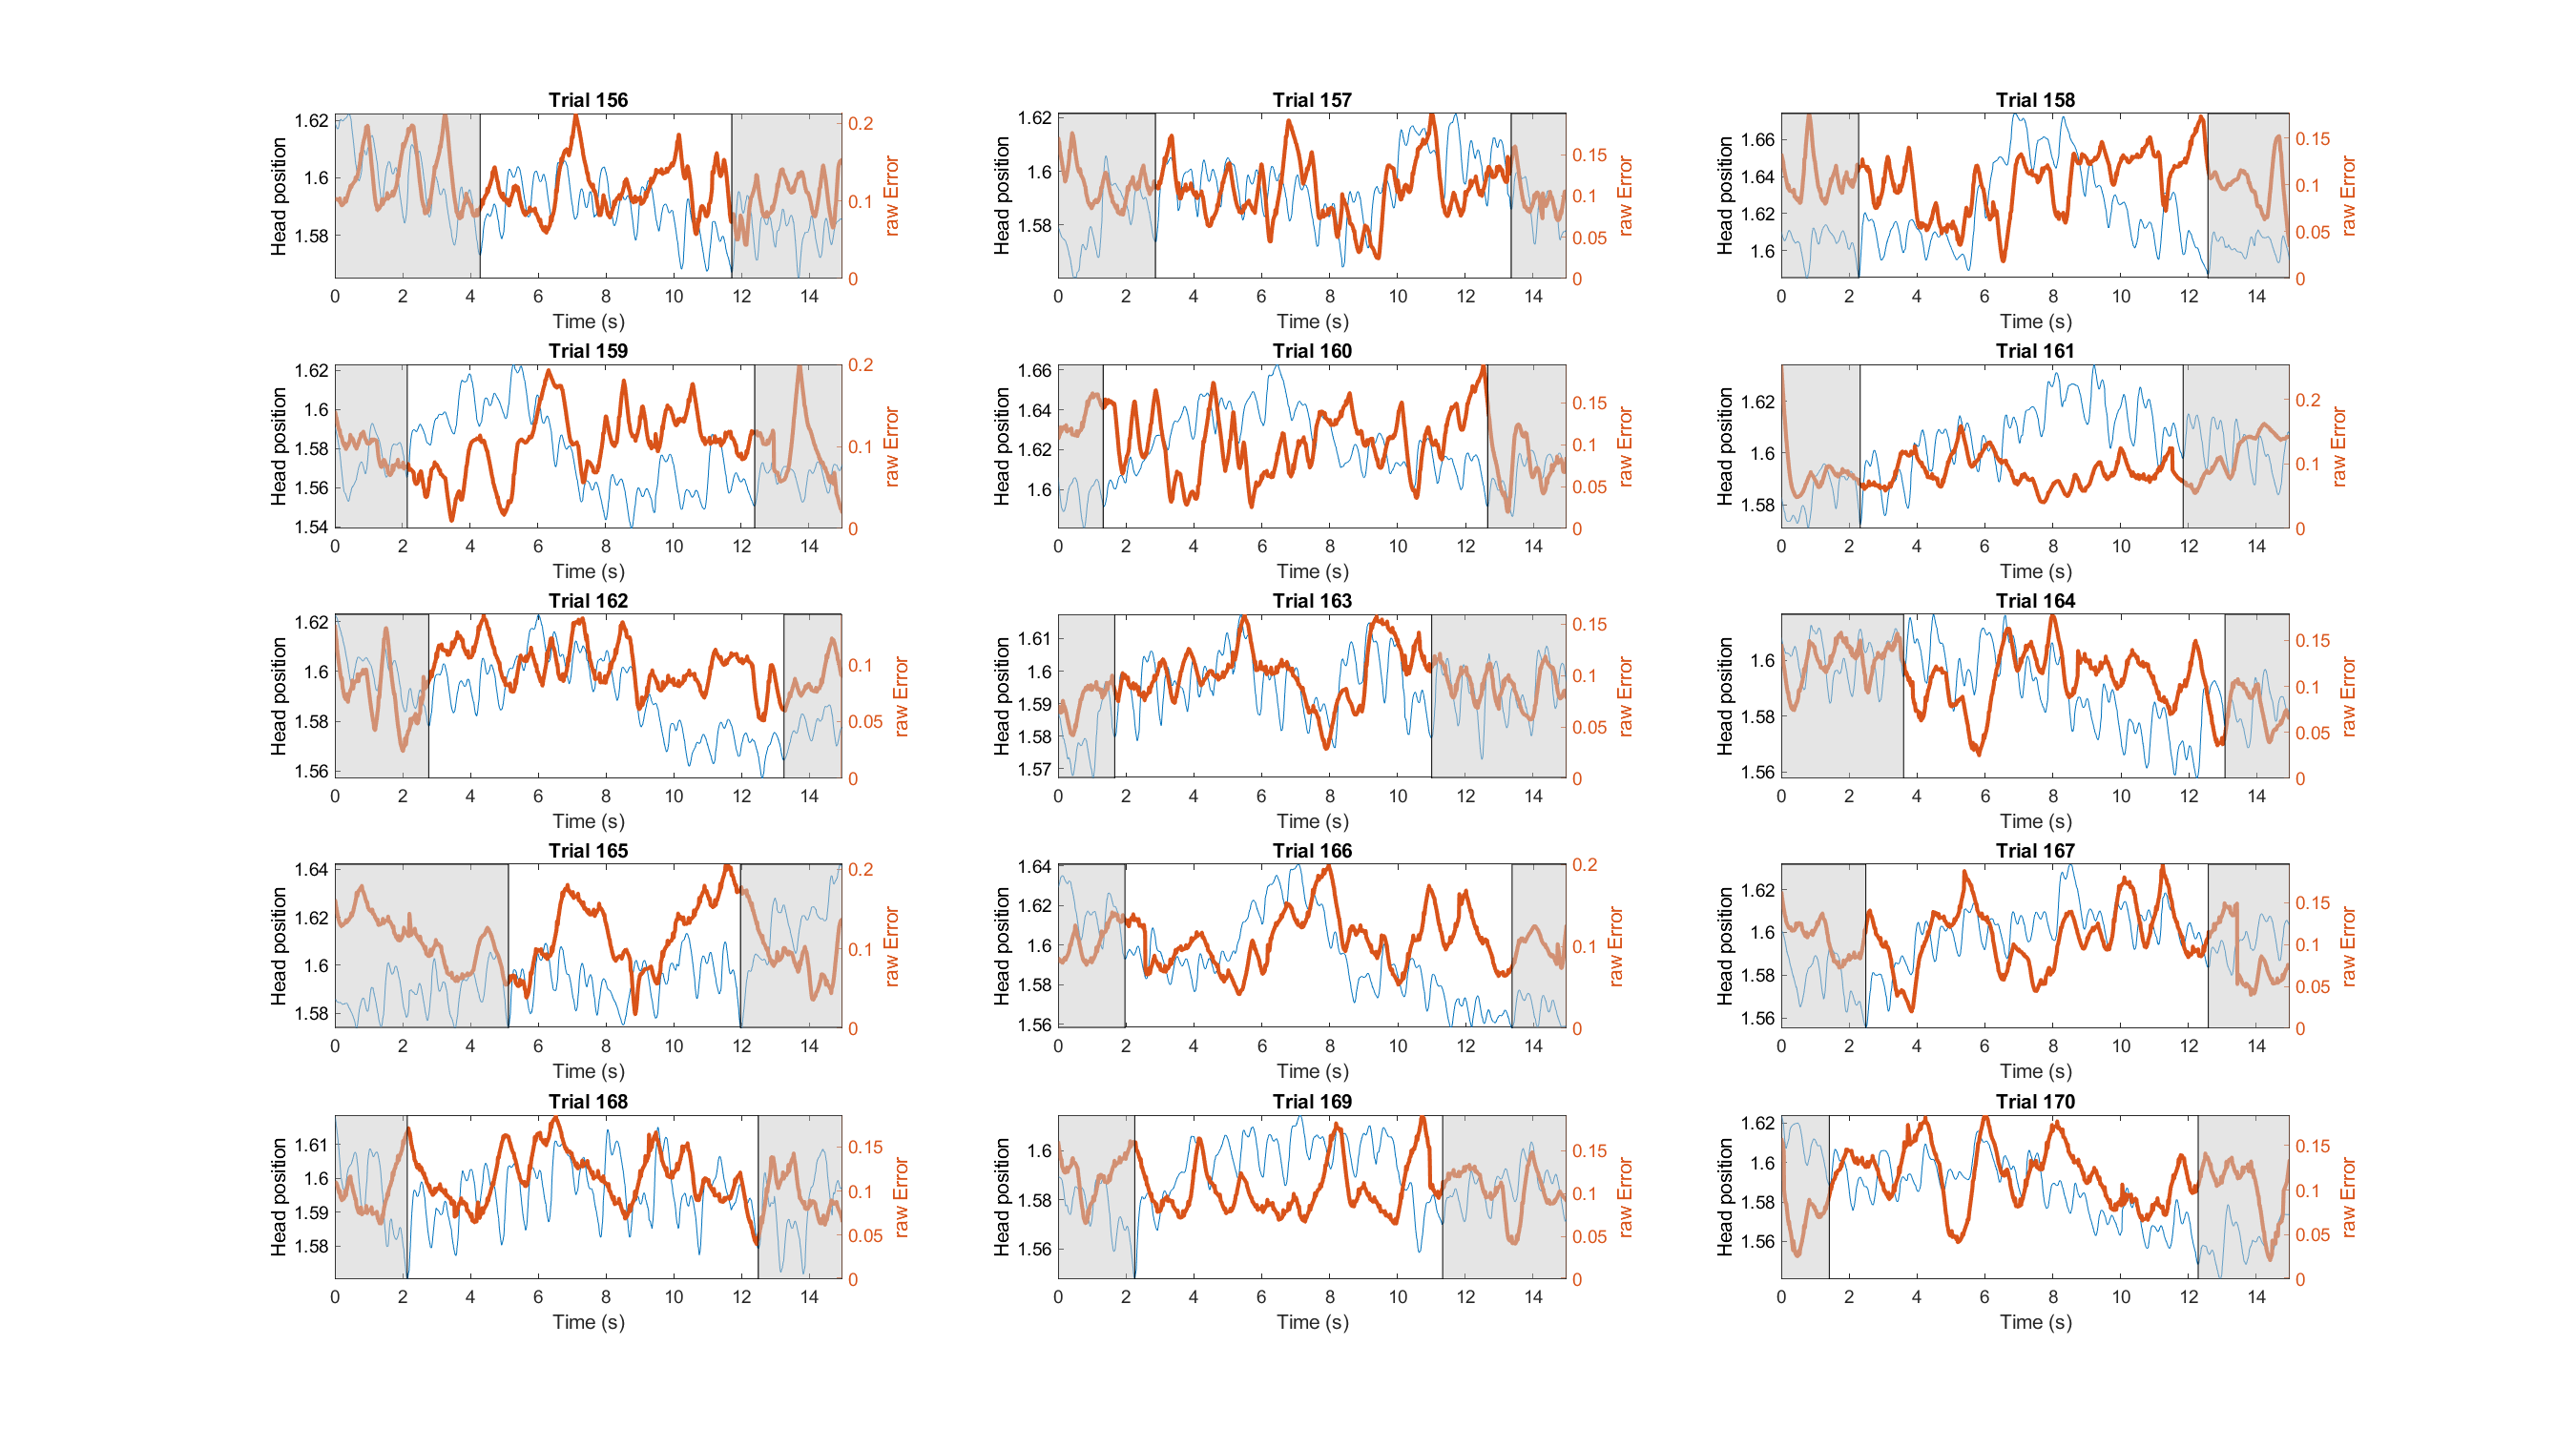 Trial 156
Head position
1.62
1.6
1.58
0.2
0.1
0
raw Error
0 2 4 6 8 10 12 14
Time (s)
Trial 157
Head position
1.62
1.6
1.58
0.15
0.1
0.05
0
raw Error
0 2 4 6 8 10 12 14
Time (s)
Trial 158
Head position
1.66
1.64
1.62
1.6
0.15
0.1
0.05
0
raw Error
0 2 4 6 8 10 12 14
Time (s)
Trial 159
Head position
1.62
1.6
1.58
1.56
1.54
0.2
0.1
0
raw Error
0 2 4 6 8 10 12 14
Time (s)
Trial 160
Head position
1.66
1.64
1.62
1.6
0.15
0.1
0.05
0
raw Error
0 2 4 6 8 10 12 14
Time (s)
Trial 161
Head position
1.62
1.6
1.58
0.2
0.1
0
raw Error
0 2 4 6 8 10 12 14
Time (s)
Trial 162
Head position
1.62
1.6
1.58
1.56
0.1
0.05
0
raw Error
0 2 4 6 8 10 12 14
Time (s)
Trial 163
Head position
1.61
1.6
1.59
1.58
1.57
0.15
0.1
0.05
0
raw Error
0 2 4 6 8 10 12 14
Time (s)
Trial 164
Head position
1.6
1.58
1.56
0.15
0.1
0.05
0
raw Error
0 2 4 6 8 10 12 14
Time (s)
Trial 165
Head position
1.64
1.62
1.6
1.58
0.2
0.1
0
raw Error
0 2 4 6 8 10 12 14
Time (s)
Trial 166
Head position
1.64
1.62
1.6
1.58
1.56
0.2
0.1
0
raw Error
0 2 4 6 8 10 12 14
Time (s)
Trial 167
Head position
1.62
1.6
1.58
1.56
0.15
0.1
0.05
0
raw Error
0 2 4 6 8 10 12 14
Time (s)
Trial 168
Head position
1.61
1.6
1.59
1.58
0.15
0.1
0.05
0
raw Error
0 2 4 6 8 10 12 14
Time (s)
Trial 169
Head position
1.6
1.58
1.56
0.15
0.1
0.05
0
raw Error
0 2 4 6 8 10 12 14
Time (s)
Trial 170
Head position
1.62
1.6
1.58
1.56
0.15
0.1
0.05
0
raw Error
0 2 4 6 8 10 12 14
Time (s)